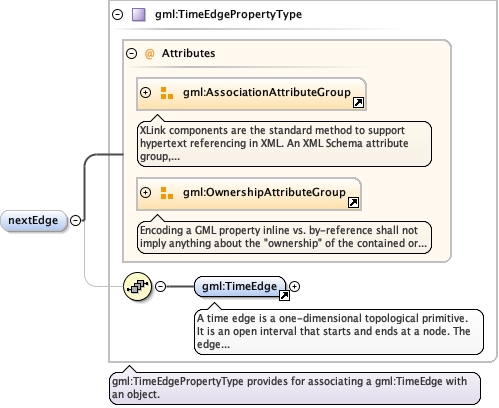 gml:TimeEdgePropertyType
@ Attributes
gml:AssociationAttributeGroup
XLink components are the standard method to support
hypertext referencing in XML. An XML Schema attribute
group,...
gml:OwnershipAttributeGroup
Encoding a GML property inline vs. by-reference shall not
imply anything about the "ownership" of the contained or...
nextEdge
gml:TimeEdge
A time edge is a one-dimensional topological primitive.
It is an open interval that starts and ends at a node. The
edge...
gml:TimeEdgePropertyType provides for associating a gml:TimeEdge with
an object.